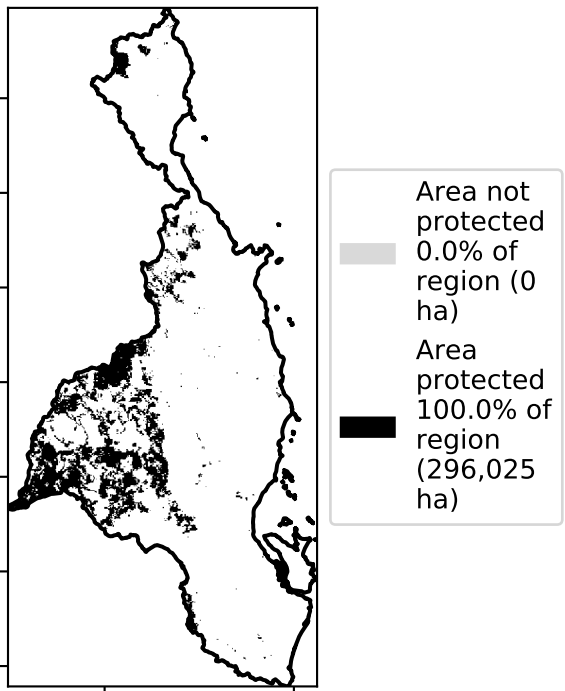 Area not
protected
0.0% of
region (0
ha)
Area
protected
100.0% of
region
(296,025
ha)